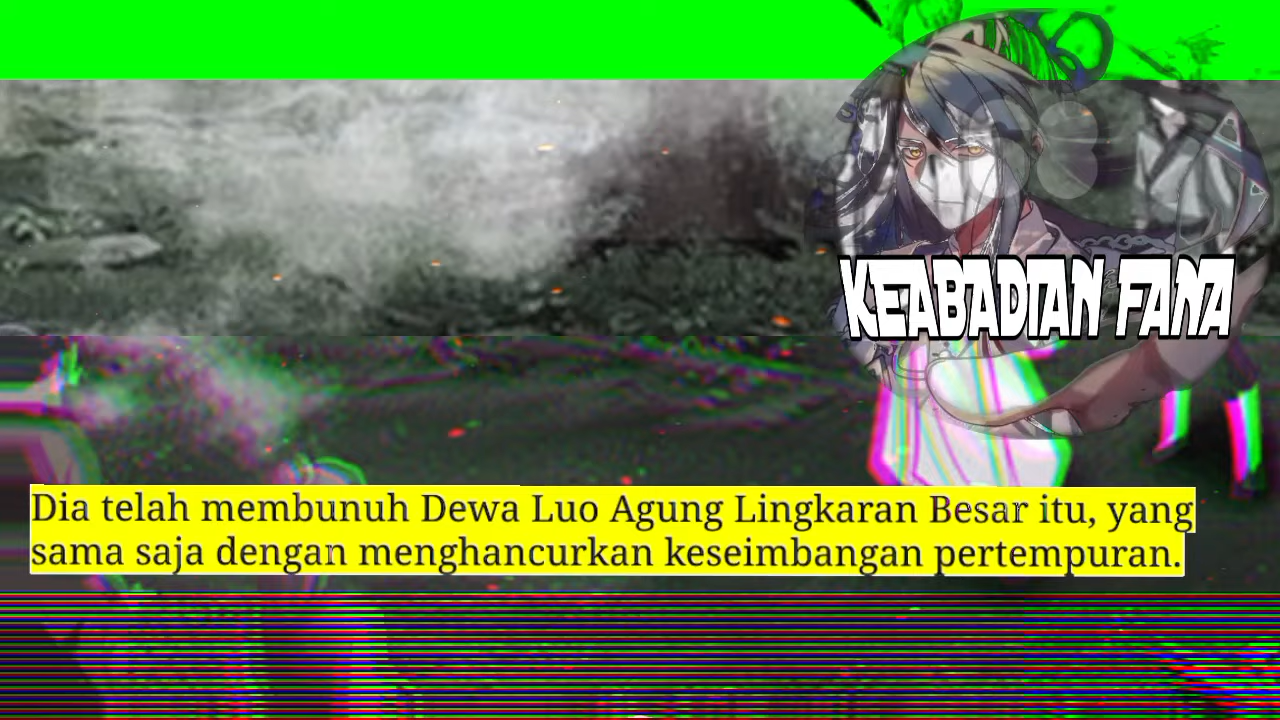 KEABADIAN FANA
Dia telah membunuh Dewa Luo Agung Lingkaran Besar itu, yang
sama saja dengan menghancurkan keseimbangan pertempuran.